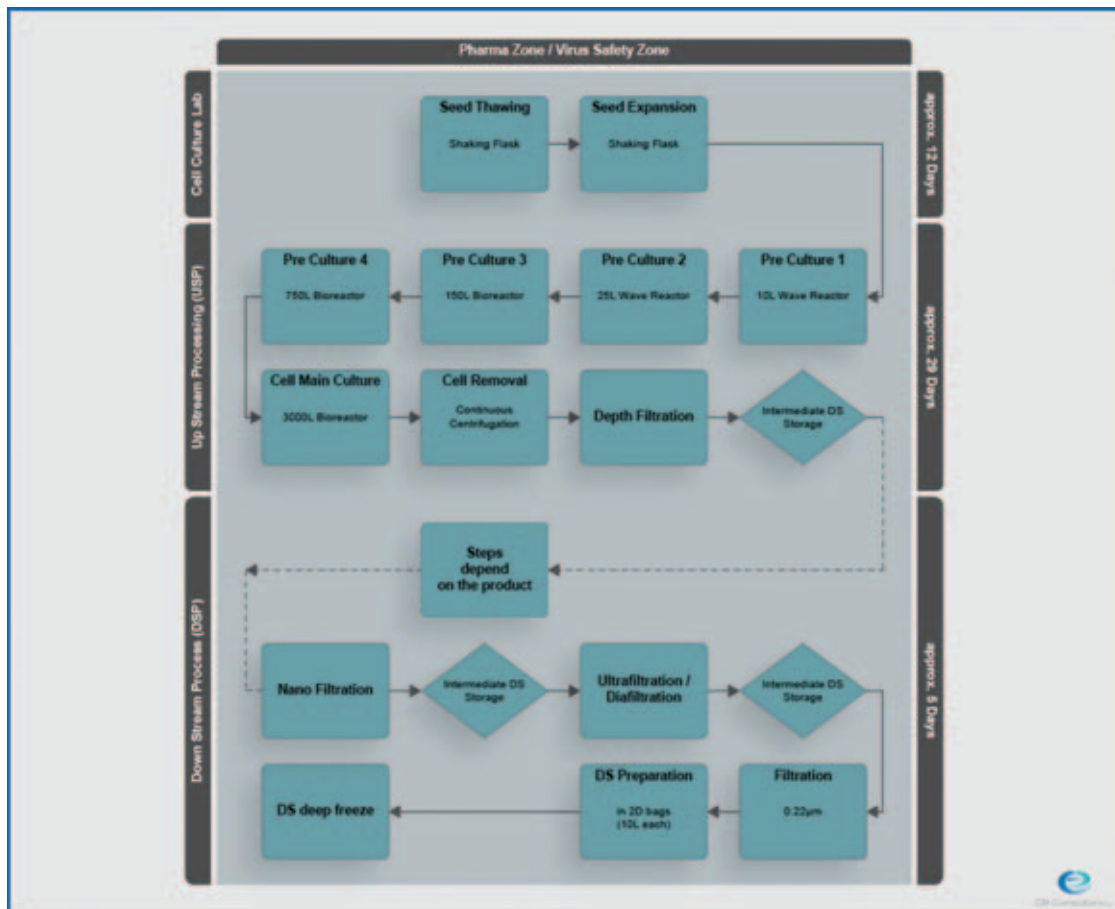 Pharma Zone / Virus Safety Zone
Cell Culture Lab
Seed Thawing
Shaking Flask
Seed Expansion
Shaking Flask
approx. 12 Days
Up Stream Processing (USP)
Pre Culture 4
750L Bioreactor
Pre Culture 3
150L Bioreactor
Pre Culture 2
25L Wave Reactor
Pre Culture 1
10L Wave Reactor
approx. 29 Days
Cell Main Culture
3000L Bioreactor
Cell Removal
Continuous
Centrifugation
Depth Filtration
Intermediate DS
Storage
Down Stream Process (DSP)
Steps
depend
on the product
approx. 5 Days
Nano Filtration
Intermediate DS
Storage
Ultrafiltration /
Diafiltration
Intermediate DS
Storage
DS deep freeze
DS Preparation
in 2D bags
(10L each)
Filtration
0.22µm